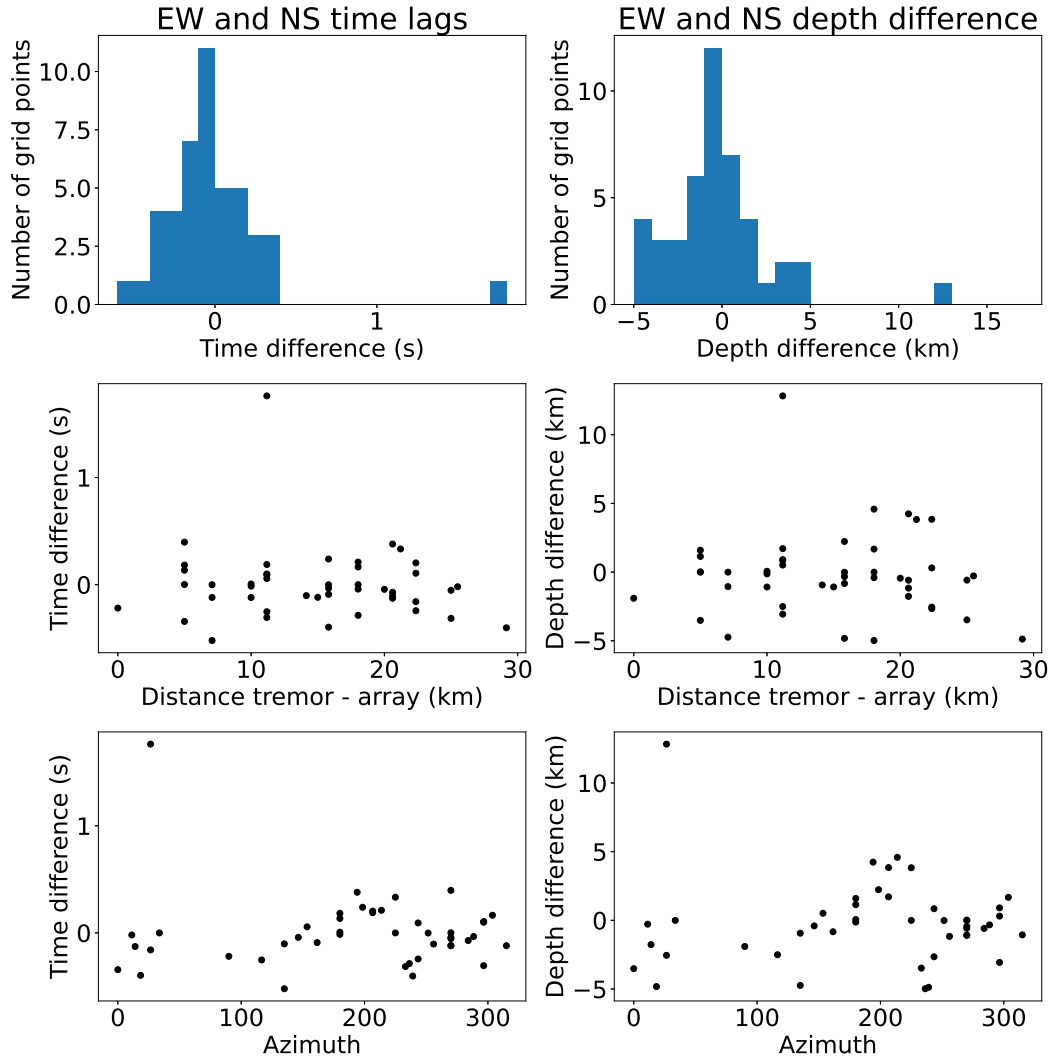 EW and NS time lags
Number of grid points
10.0
7.5
5.0
2.5
0.0
0 1
Time difference (s)
EW and NS depth difference
Number of grid points
10
5
0
−5 0 5 10 15
Depth difference (km)
Time difference (s)
1
0
0 10 20 30
Distance tremor - array (km)
Depth difference (km)
10
5
0
−5
0 10 20 30
Distance tremor - array (km)
Time difference (s)
1
0
0 100 200 300
Azimuth
Depth difference (km)
10
5
0
−5
0 100 200 300
Azimuth